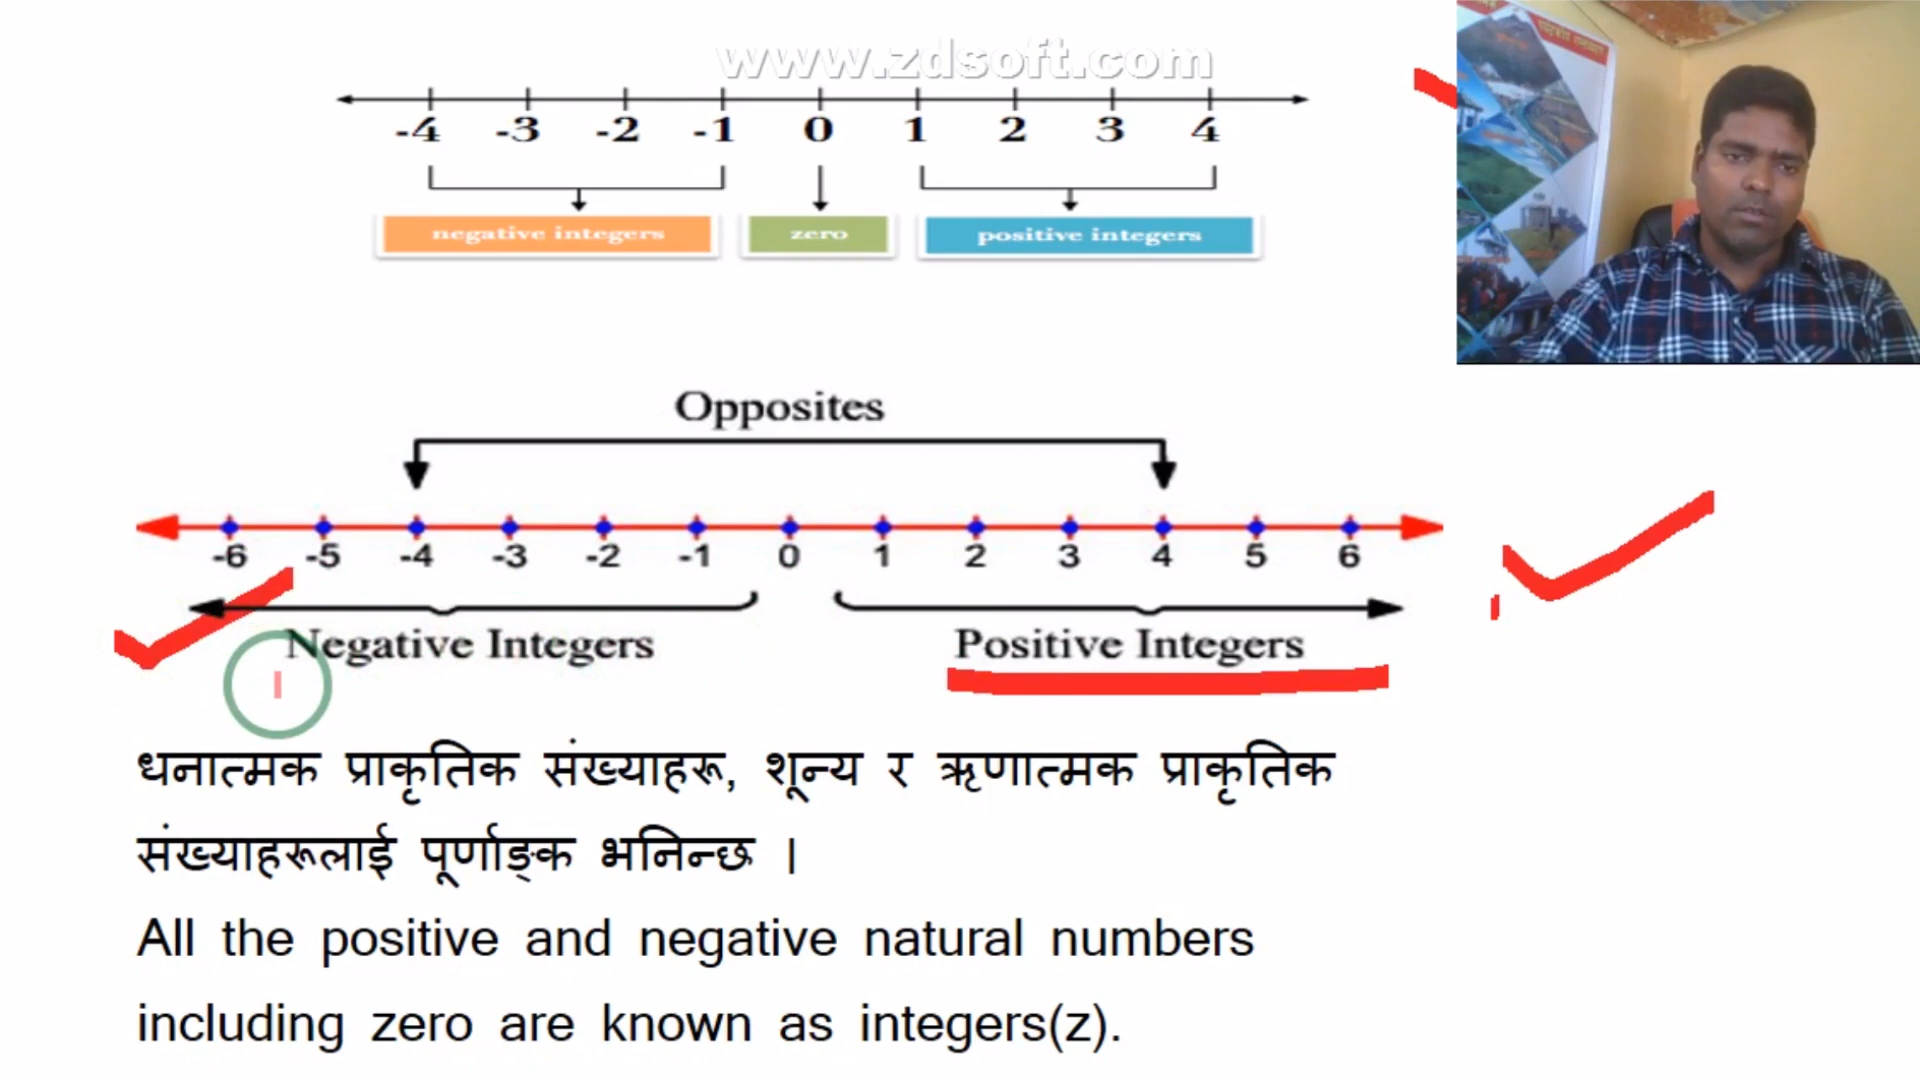 www.zdsoft.com
-4 -3 -2 -1 0 1 2 3 4
negative integers zero positive integers
Opposites
-6 -5 -4 -3 -2 -1 0 1 2 3 4 5 6
Negative Integers Positive Integers
धनात्मक प्राकृतिक संख्याहरू, शून्य र ऋणात्मक प्राकृतिक
संख्याहरूलाई पूर्णाङ्क भनिन्छ ।
All the positive and negative natural numbers
including zero are known as integers(z).